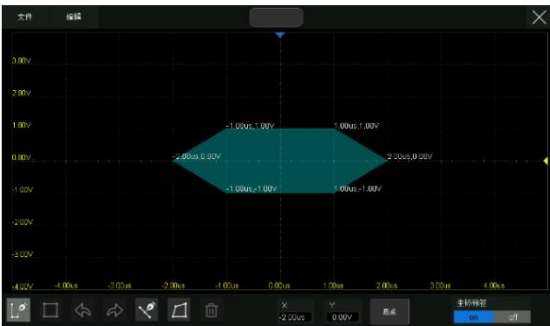 文件 编辑
3.00V
2.00V
1.00V
-1.00us,1.00V 1.00us,1.00V
0.00V
-2.00us,0.00V 2.00us,0.00V
-1.00V
-1.00us,-1.00V 1.00us,-1.00V
-2.00V
-3.00V
-4.00V -4.00us -3.00us -2.00us -1.00us 0.00us 1.00us 2.00us 3.00us 4.00us
X Y 坐标标签
-2.00us 0.00V on off